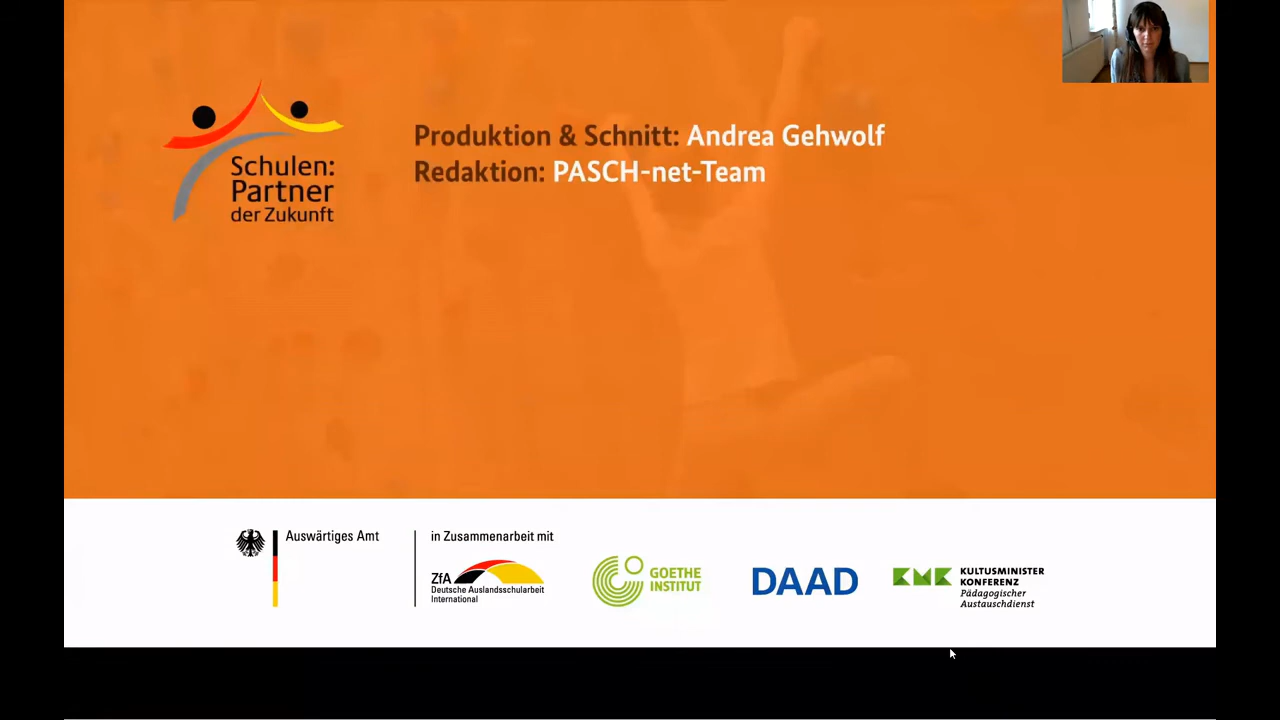 Schulen:
Partner
der Zukunft
Produktion & Schnitt: Andrea Gehwolf
Redaktion: PASCH-net-Team
Auswärtiges Amt
in Zusammenarbeit mit
ZfA
Deutsche Auslandsschularbeit
International
GOETHE
INSTITUT
DAAD
KMK
KULTUSMINISTER
KONFERENZ
Pädagogischer
Austauschdienst